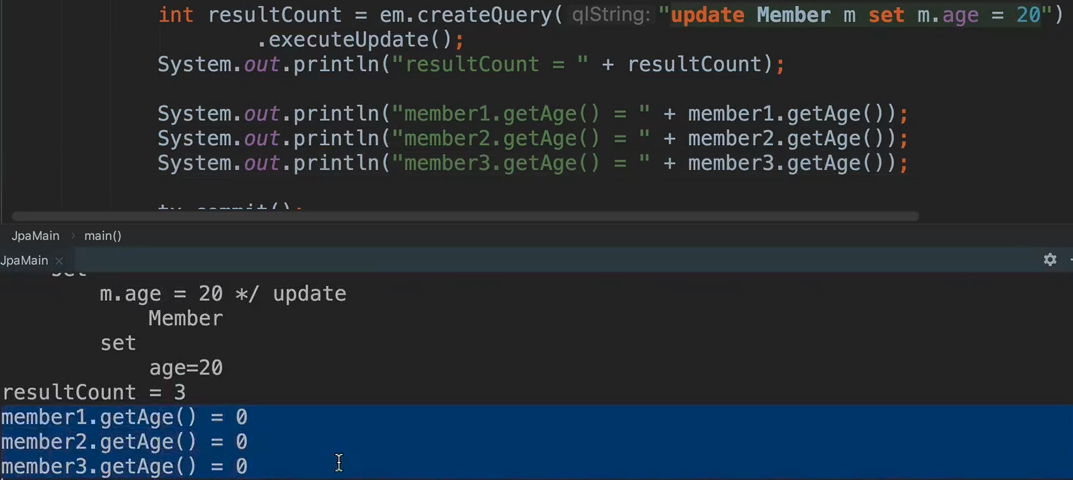 int resultCount = em.createQuery( qlString: "update Member m set m.age = 20")
.executeUpdate();
System.out.println("resultCount = " + resultCount);
System.out.println("member1.getAge() = " + member1.getAge());
System.out.println("member2.getAge() = " + member2.getAge());
System.out.println("member3.getAge() = " + member3.getAge());
tx.commit();
JpaMain > main()
JpaMain ×
set
m.age = 20 */ update
Member
set
age=20
resultCount = 3
member1.getAge() = 0
member2.getAge() = 0
member3.getAge() = 0